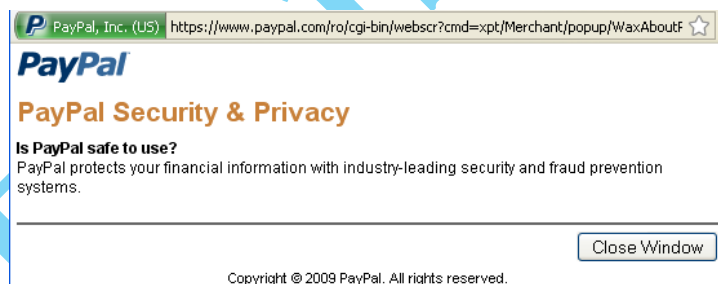 PayPal, Inc. (US) https://www.paypal.com/ro/cgi-bin/webscr?cmd=xpt/Merchant/popup/WaxAboutF
PayPal
PayPal Security & Privacy
Is PayPal safe to use?
PayPal protects your financial information with industry-leading security and fraud prevention
systems.
Close Window
Copyright © 2009 PayPal. All rights reserved.